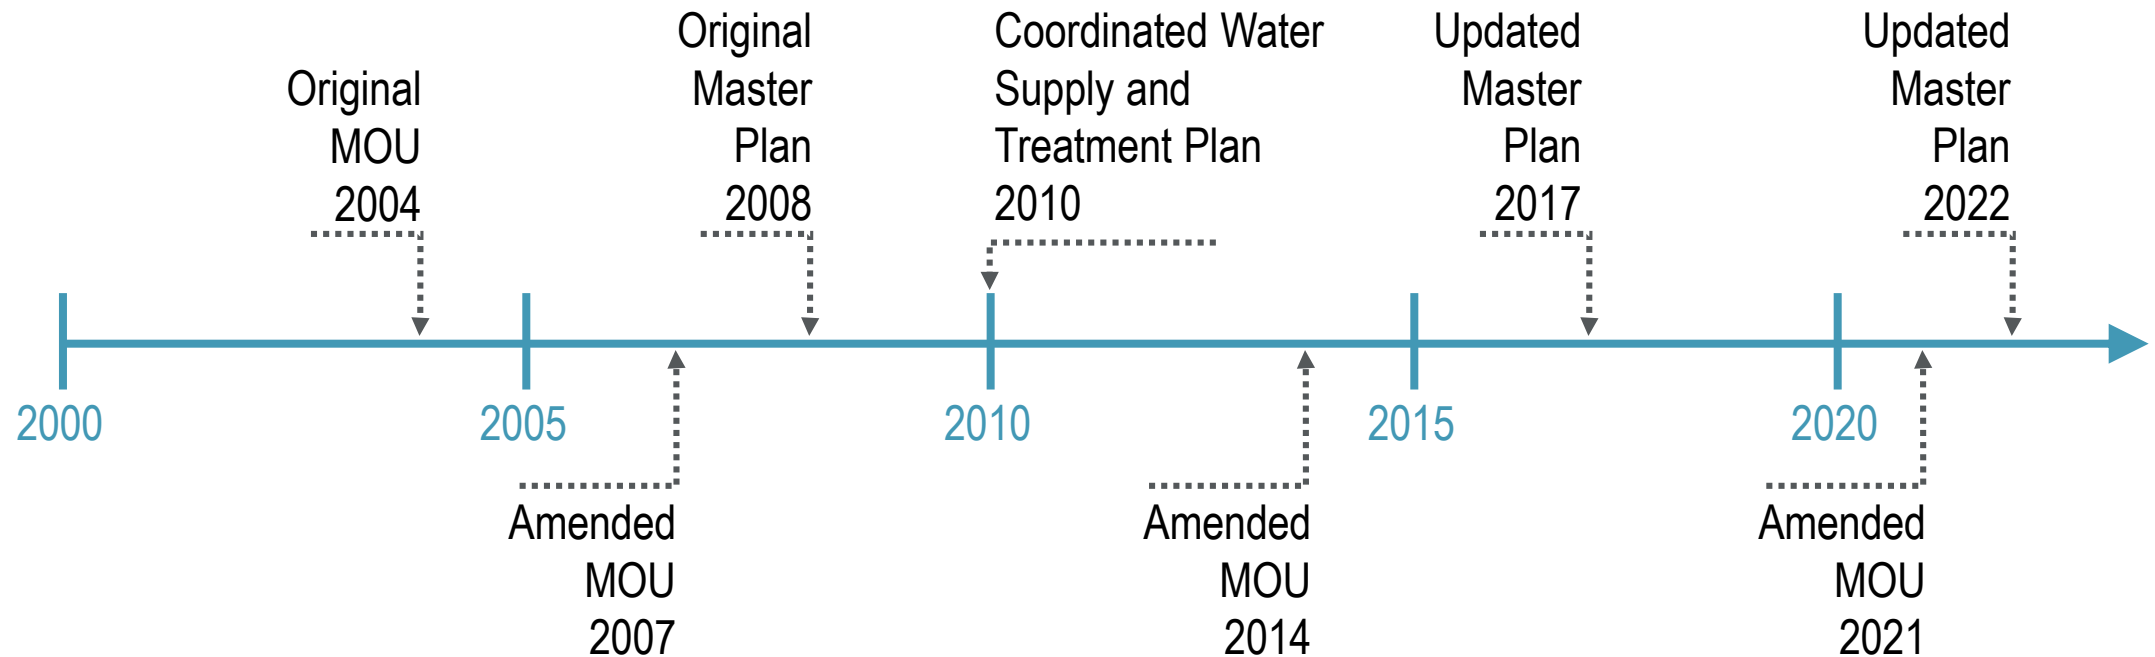 Original
MOU
2004
Original
Master
Plan
2008
Coordinated Water
Supply and
Treatment Plan
2010
Updated
Master
Plan
2017
Updated
Master
Plan
2022
2000
2005
2010
2015
2020
Amended
MOU
2007
Amended
MOU
2014
Amended
MOU
2021